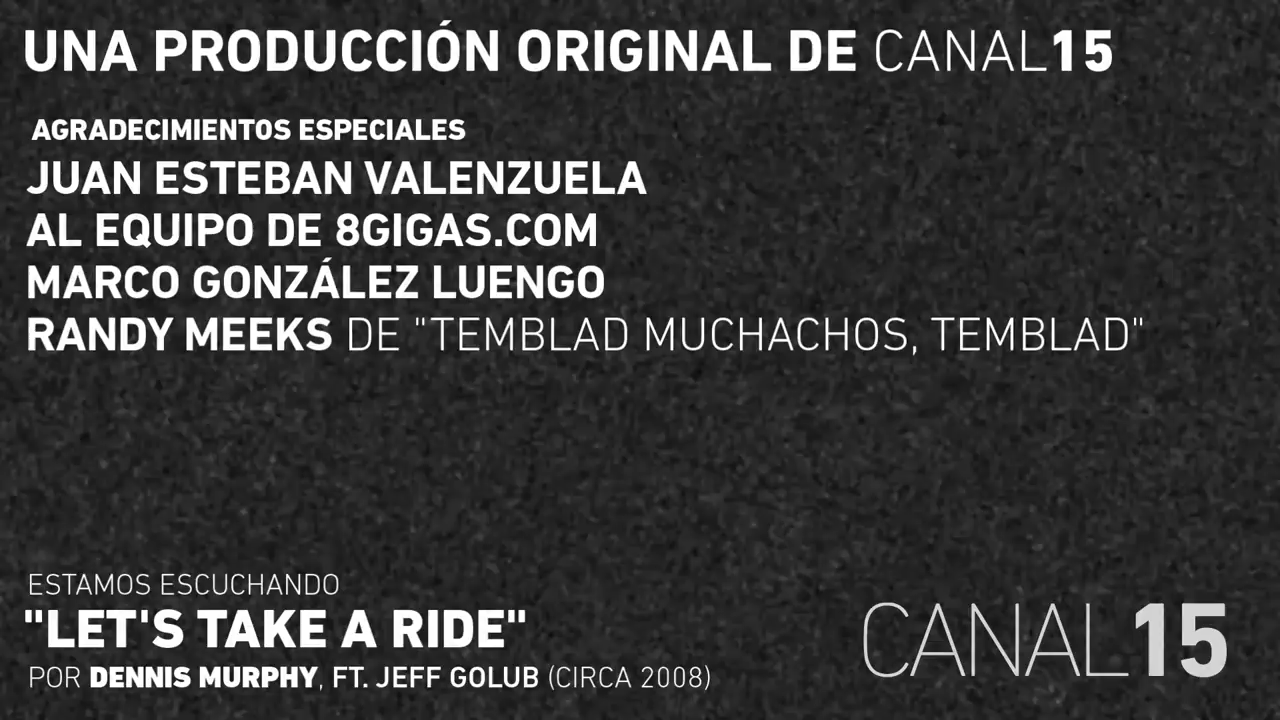 UNA PRODUCCIÓN ORIGINAL DE CANAL15
AGRADECIMIENTOS ESPECIALES
JUAN ESTEBAN VALENZUELA
AL EQUIPO DE 8GIGAS.COM
MARCO GONZÁLEZ LUENGO
RANDY MEEKS DE "TEMBLAD MUCHACHOS, TEMBLAD"
ESTAMOS ESCUCHANDO
"LET'S TAKE A RIDE"
POR DENNIS MURPHY, FT. JEFF GOLUB (CIRCA 2008)
CANAL15